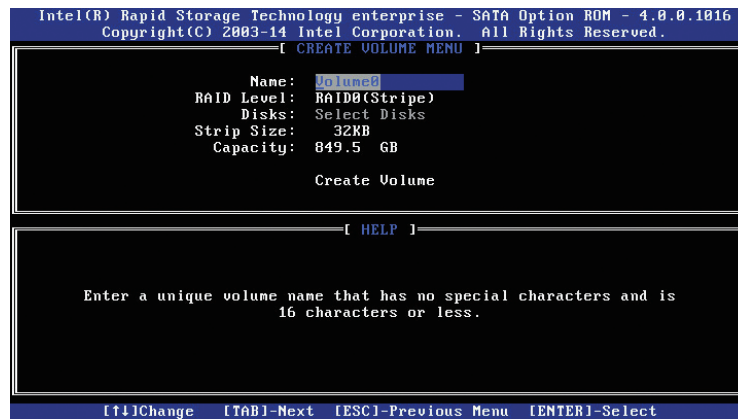 Intel(R) Rapid Storage Technology enterprise - SATA Option ROM - 4.0.0.1016
Copyright(C) 2003-14 Intel Corporation. All Rights Reserved.
[ CREATE VOLUME MENU ]
Name: Volume0
RAID Level: RAID0(Stripe)
Disks: Select Disks
Strip Size: 32KB
Capacity: 849.5 GB
Create Volume
[ HELP ]
Enter a unique volume name that has no special characters and is
16 characters or less.
[↑↓]Change [TAB]-Next [ESC]-Previous Menu [ENTER]-Select